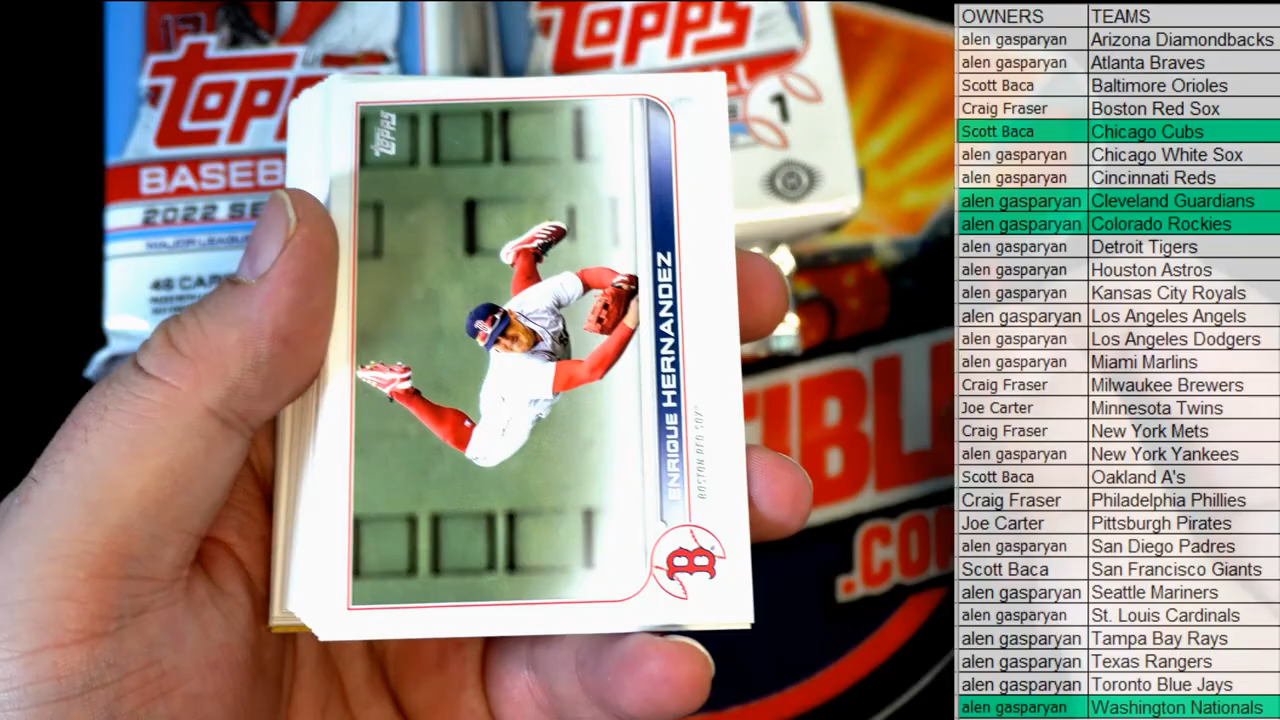 TOPPS
BASEB
2022 SE
MAJOR LEAGU
46 CAR
TOPPS
1
TOPPS
ENRIQUE HERNANDEZ
BOSTON RED SOX
B
TIBL
.CO
OWNERS TEAMS
alen gasparyan Arizona Diamondbacks
alen gasparyan Atlanta Braves
Scott Baca Baltimore Orioles
Craig Fraser Boston Red Sox
Scott Baca Chicago Cubs
alen gasparyan Chicago White Sox
alen gasparyan Cincinnati Reds
alen gasparyan Cleveland Guardians
alen gasparyan Colorado Rockies
alen gasparyan Detroit Tigers
alen gasparyan Houston Astros
alen gasparyan Kansas City Royals
alen gasparyan Los Angeles Angels
alen gasparyan Los Angeles Dodgers
alen gasparyan Miami Marlins
Craig Fraser Milwaukee Brewers
Joe Carter Minnesota Twins
Craig Fraser New York Mets
alen gasparyan New York Yankees
Scott Baca Oakland A's
Craig Fraser Philadelphia Phillies
Joe Carter Pittsburgh Pirates
alen gasparyan San Diego Padres
Scott Baca San Francisco Giants
alen gasparyan Seattle Mariners
alen gasparyan St. Louis Cardinals
alen gasparyan Tampa Bay Rays
alen gasparyan Texas Rangers
alen gasparyan Toronto Blue Jays
alen gasparyan Washington Nationals